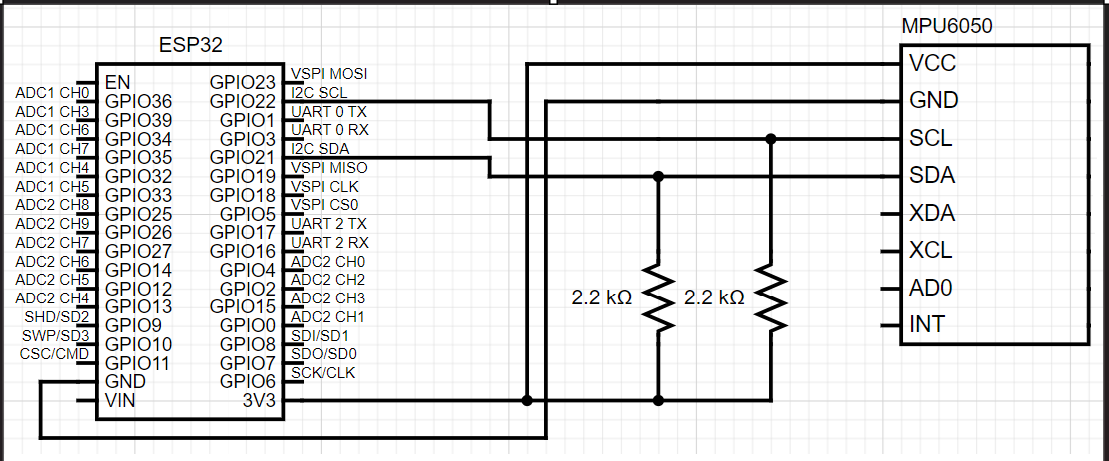 ESP32
EN
ADC1 CH0 GPIO36
ADC1 CH3 GPIO39
ADC1 CH6 GPIO34
ADC1 CH7 GPIO35
ADC1 CH4 GPIO32
ADC1 CH5 GPIO33
ADC2 CH8 GPIO25
ADC2 CH9 GPIO26
ADC2 CH7 GPIO27
ADC2 CH6 GPIO14
ADC2 CH5 GPIO12
ADC2 CH4 GPIO13
SHD/SD2 GPIO9
SWP/SD3 GPIO10
CSC/CMD GPIO11
GND
VIN
GPIO23 VSPI MOSI
GPIO22 I2C SCL
GPIO1 UART 0 TX
GPIO3 UART 0 RX
GPIO21 I2C SDA
GPIO19 VSPI MISO
GPIO18 VSPI CLK
GPIO5 VSPI CS0
GPIO17 UART 2 TX
GPIO16 UART 2 RX
GPIO4 ADC2 CH0
GPIO2 ADC2 CH2
GPIO15 ADC2 CH3
GPIO0 ADC2 CH1
GPIO8 SDI/SD1
GPIO7 SDO/SD0
GPIO6 SCK/CLK
3V3
2.2 kΩ
2.2 kΩ
MPU6050
VCC
GND
SCL
SDA
XDA
XCL
AD0
INT